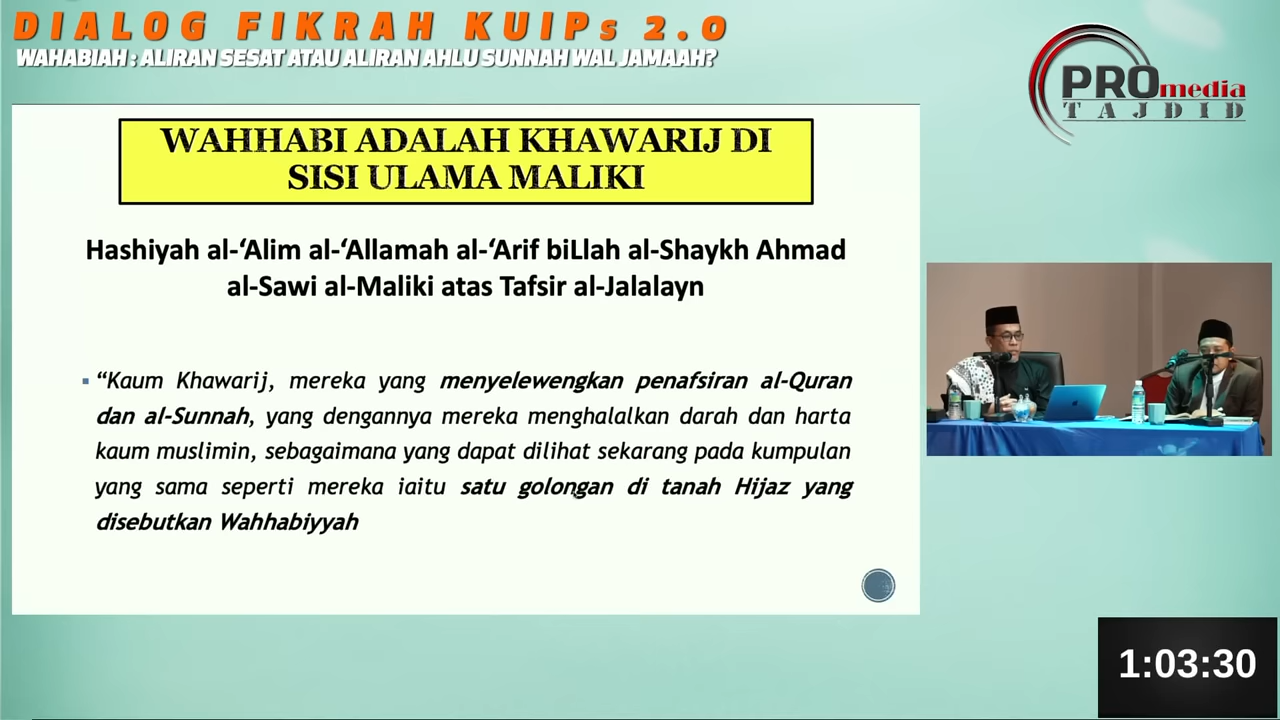 DIALOG FIKRAH KUIPs 2.0
WAHABIAH : ALIRAN SESAT ATAU ALIRAN AHLU SUNNAH WAL JAMAAH?
PROmedia
TAJDID
WAHHABI ADALAH KHAWARIJ DI
SISI ULAMA MALIKI
Hashiyah al-‘Alim al-‘Allamah al-‘Arif biLlah al-Shaykh Ahmad
al-Sawi al-Maliki atas Tafsir al-Jalalayn
▪ “Kaum Khawarij, mereka yang menyelewengkan penafsiran al-Quran
dan al-Sunnah, yang dengannya mereka menghalalkan darah dan harta
kaum muslimin, sebagaimana yang dapat dilihat sekarang pada kumpulan
yang sama seperti mereka iaitu satu golongan di tanah Hijaz yang
disebutkan Wahhabiyyah
1:03:30